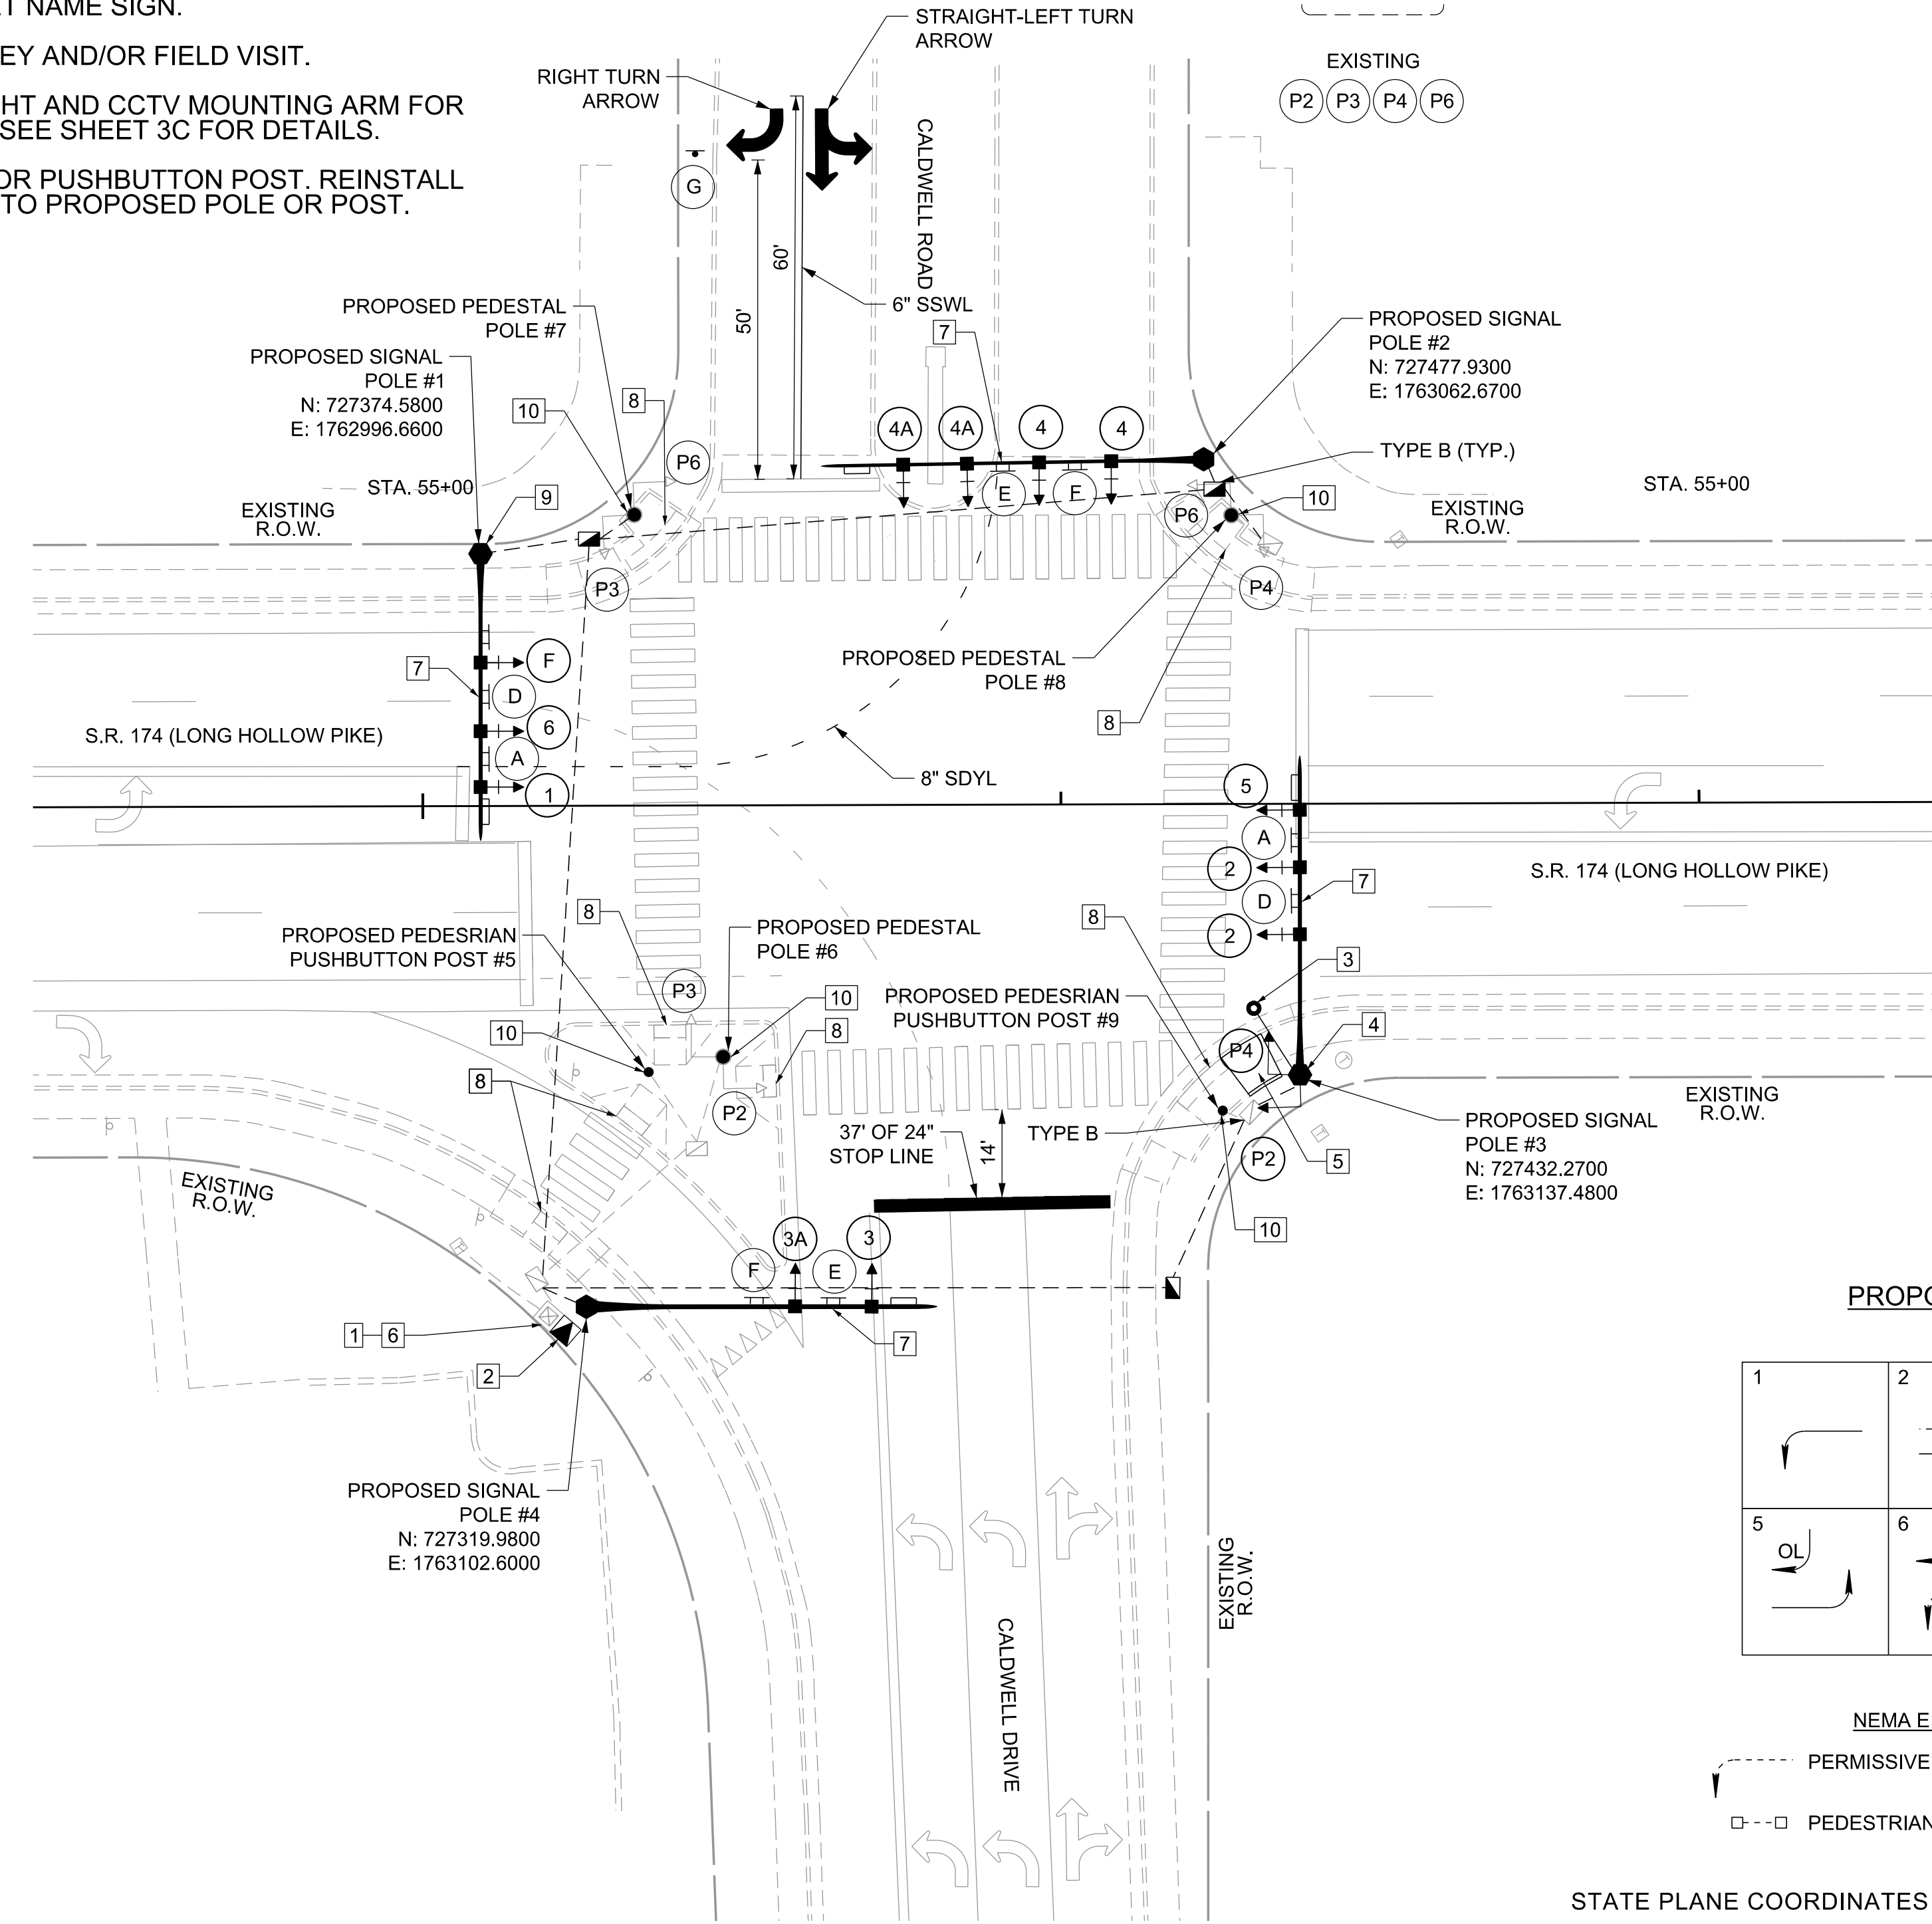 T NAME SIGN.
EY AND/OR FIELD VISIT.
HT AND CCTV MOUNTING ARM FOR
SEE SHEET 3C FOR DETAILS.
OR PUSHBUTTON POST. REINSTALL
TO PROPOSED POLE OR POST.
STRAIGHT-LEFT TURN
ARROW
RIGHT TURN
ARROW
EXISTING
P2 P3 P4 P6
G
CALDWELL ROAD
60'
50'
6" SSWL
7
PROPOSED PEDESTAL
POLE #7
PROPOSED SIGNAL
POLE #1
N: 727374.5800
E: 1762996.6600
10
8
PROPOSED SIGNAL
POLE #2
N: 727477.9300
E: 1763062.6700
4A 4A 4 4
P6
TYPE B (TYP.)
STA. 55+00
9
E F
P6
10
STA. 55+00
EXISTING
R.O.W.
EXISTING
R.O.W.
P3
P4
7
F
D
6
A
1
PROPOSED PEDESTAL
POLE #8
8
S.R. 174 (LONG HOLLOW PIKE)
8" SDYL
5
A
2
D
2
7
S.R. 174 (LONG HOLLOW PIKE)
8
PROPOSED PEDESRIAN
PUSHBUTTON POST #5
PROPOSED PEDESTAL
POLE #6
8
3
P3
10
8
PROPOSED PEDESRIAN
PUSHBUTTON POST #9
10
4
P4
8
P2
37' OF 24"
STOP LINE
14'
TYPE B
P2
5
EXISTING
R.O.W.
PROPOSED SIGNAL
POLE #3
N: 727432.2700
E: 1763137.4800
EXISTING
R.O.W.
10
3A 3
F E
1 6
2
7
PROPO
1 2
5 6
OL
PROPOSED SIGNAL
POLE #4
N: 727319.9800
E: 1763102.6000
EXISTING
R.O.W.
CALDWELL DRIVE
NEMA E
PERMISSIVE
PEDESTRIAN
STATE PLANE COORDINATES